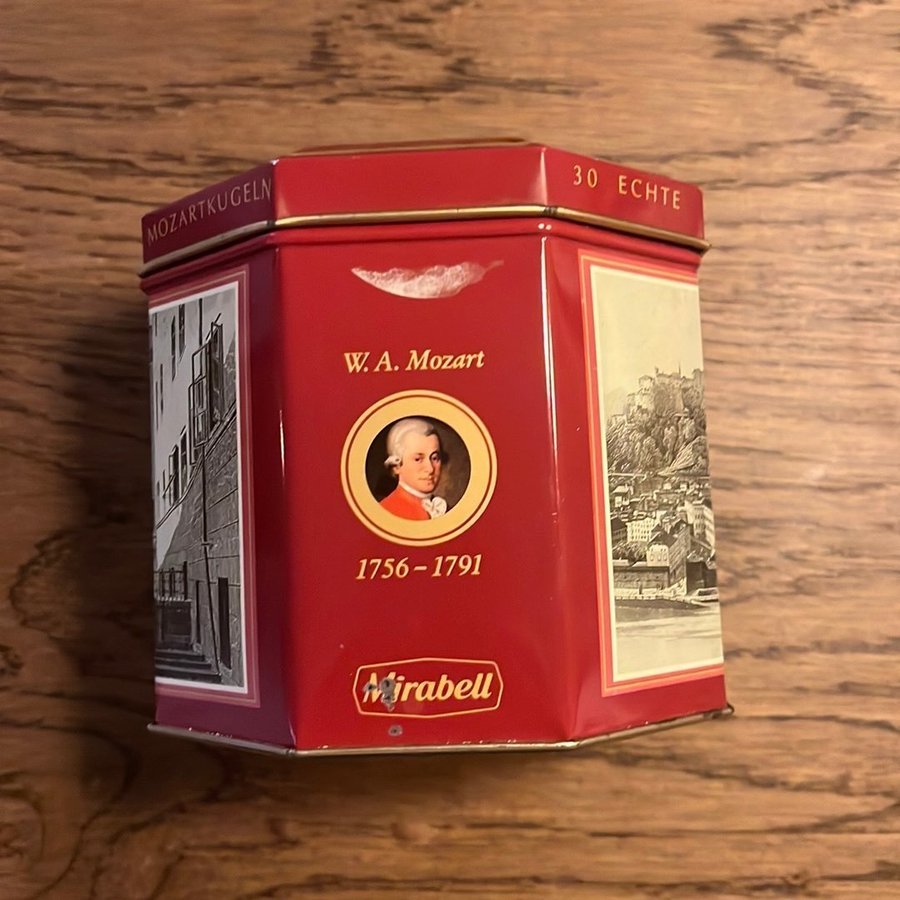 MOZARTKUGELN
30 ECHTE
W. A. Mozart
1756–1791
Mirabell